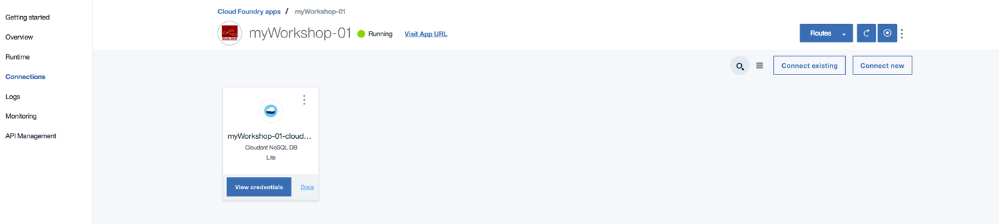 Getting started
Overview
Runtime
Connections
Logs
Monitoring
API Management
Cloud Foundry apps / myWorkshop-01
Node-RED
myWorkshop-01
Running
Visit App URL
Routes
Connect existing
Connect new
myWorkshop-01-cloud...
Cloudant NoSQL DB
Lite
View credentials
Docs